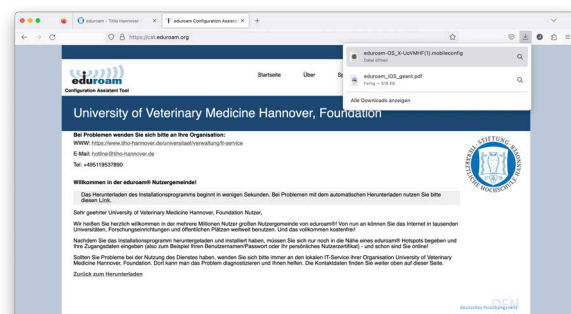 eduroam - TiHo Hannover
eduroam Configuration Assistan
https://cat.eduroam.org
eduroam-OS_X-UoVMHF(1).mobileconfig
Datei öffnen
eduroam_iOS_geant.pdf
Fertig — 618 KB
Alle Downloads anzeigen
eduroam
Configuration Assistant Tool
Startseite
Über
University of Veterinary Medicine Hannover, Foundation
Bei Problemen wenden Sie sich bitte an Ihre Organisation:
WWW: https://www.tiho-hannover.de/universitaet/verwaltung/it-service
E-Mail: hotline@tiho-hannover.de
Tel: +495119537890
Willkommen in der eduroam® Nutzergemeinde!
Das Herunterladen des Installationsprogramms beginnt in wenigen Sekunden. Bei Problemen mit dem automatischen Herunterladen nutzen Sie bitte
diesen Link.
Sehr geehrter University of Veterinary Medicine Hannover, Foundation Nutzer,
Wir heißen Sie herzlich willkommen in der mehrere Millionen Nutzer großen Nutzergemeinde von eduroam®! Von nun an können Sie das Internet in tausenden
Universitäten, Forschungseinrichtungen und öffentlichen Plätzen weltweit benutzen. Und das vollkommen kostenfrei!
Nachdem Sie das Installationsprogramm heruntergeladen und installiert haben, müssen Sie sich nur noch in die Nähe eines eduroam® Hotspots begeben und
Ihre Zugangsdaten eingeben (also zum Beispiel Ihren Benutzernamen/Passwort oder Ihr persönliches Nutzerzertifikat) - und schon sind Sie online!
Sollten Sie Probleme bei der Nutzung des Dienstes haben, wenden Sie sich bitte immer an den lokalen IT-Service ihrer Organisation University of Veterinary
Medicine Hannover, Foundation. Dort kann man das Problem diagnostizieren und Ihnen helfen. Die Kontaktdaten finden Sie weiter oben auf dieser Seite.
Zurück zum Herunterladen
DFN
deutsches forschungsnetz